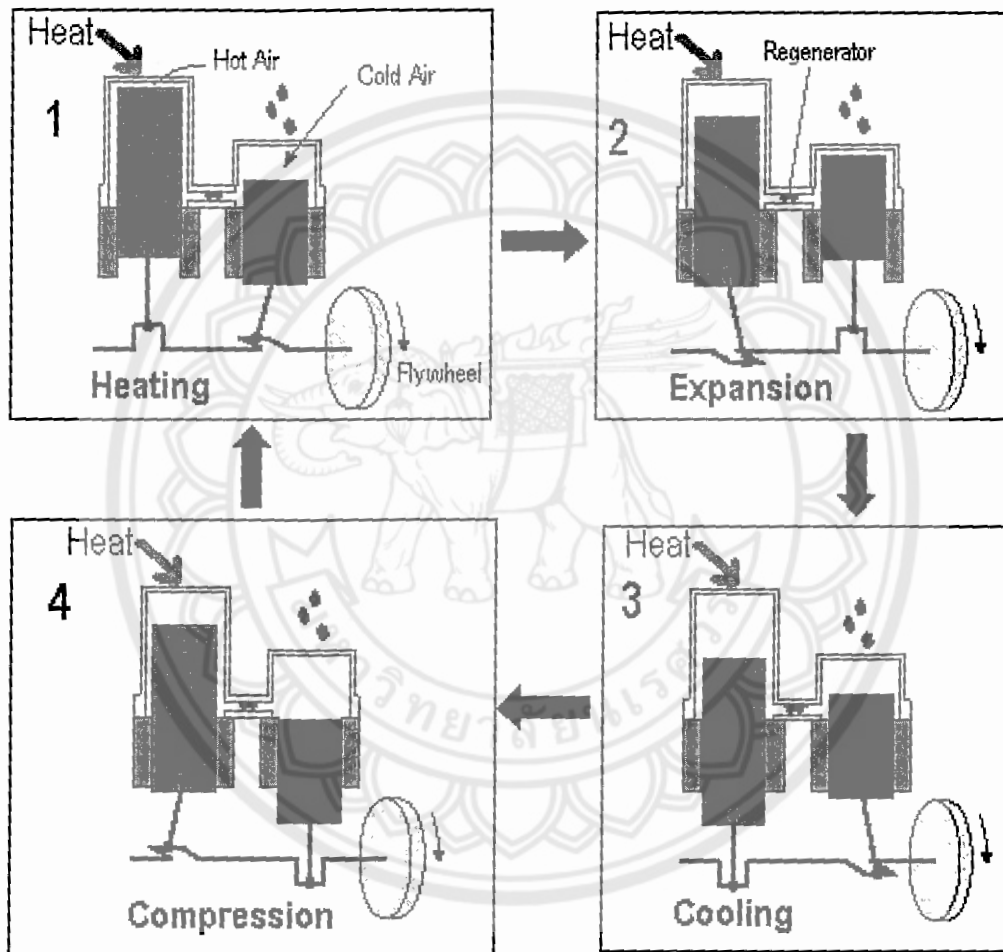 Heat
Hot Air
Cold Air
1
Flywheel
Heating
Heat
Regenerator
2
Expansion
Heat
4
Compression
Heat
3
Cooling